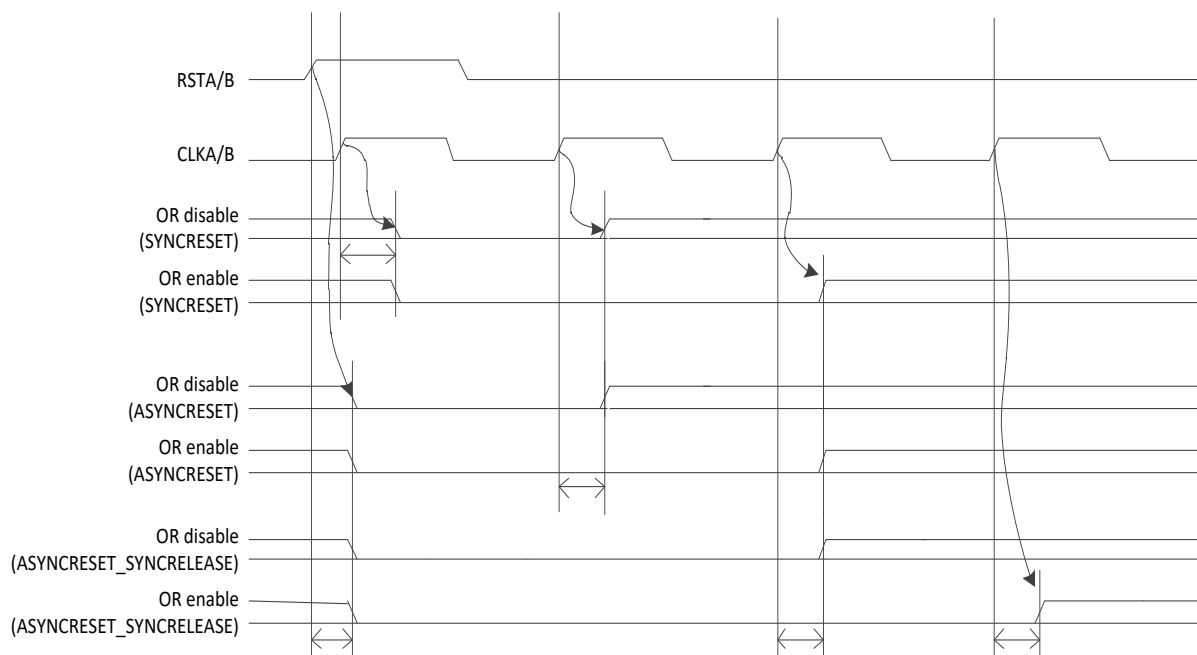 RSTA/B
CLKA/B
OR disable
(SYNCRESET)
OR enable
(SYNCRESET)
OR disable
(ASYNCRESET)
OR enable
(ASYNCRESET)
OR disable
(ASYNCRESET_SYNCRELEASE)
OR enable
(ASYNCRESET_SYNCRELEASE)